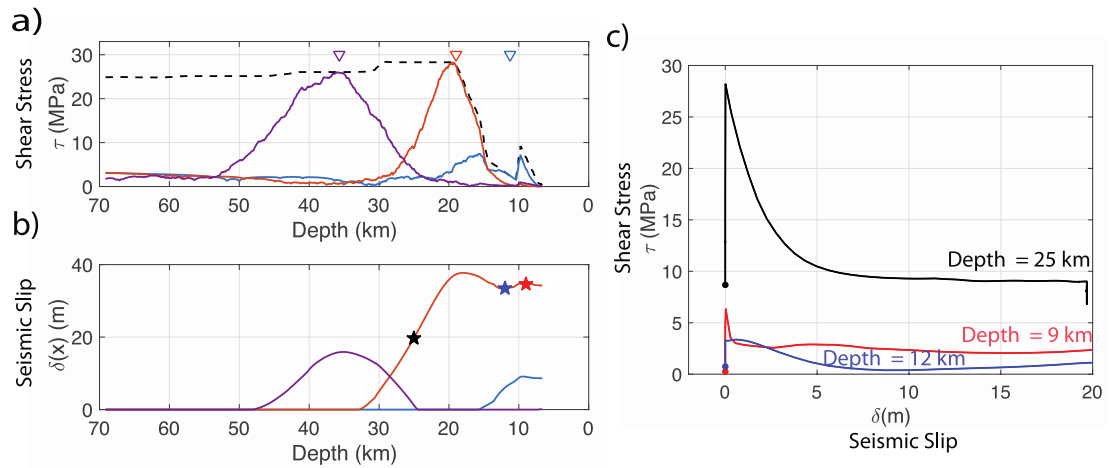 a)
Shear Stress
τ (MPa)
30
20
10
0
70
60
50
40
30
20
10
0
Depth (km)
b)
Seismic Slip
δ(x) (m)
40
20
0
70
60
50
40
30
20
10
0
Depth (km)
c)
Shear Stress
τ (MPa)
30
25
20
15
10
5
0
Depth = 25 km
Depth = 9 km
Depth = 12 km
0
5
10
15
20
δ(m)
Seismic Slip